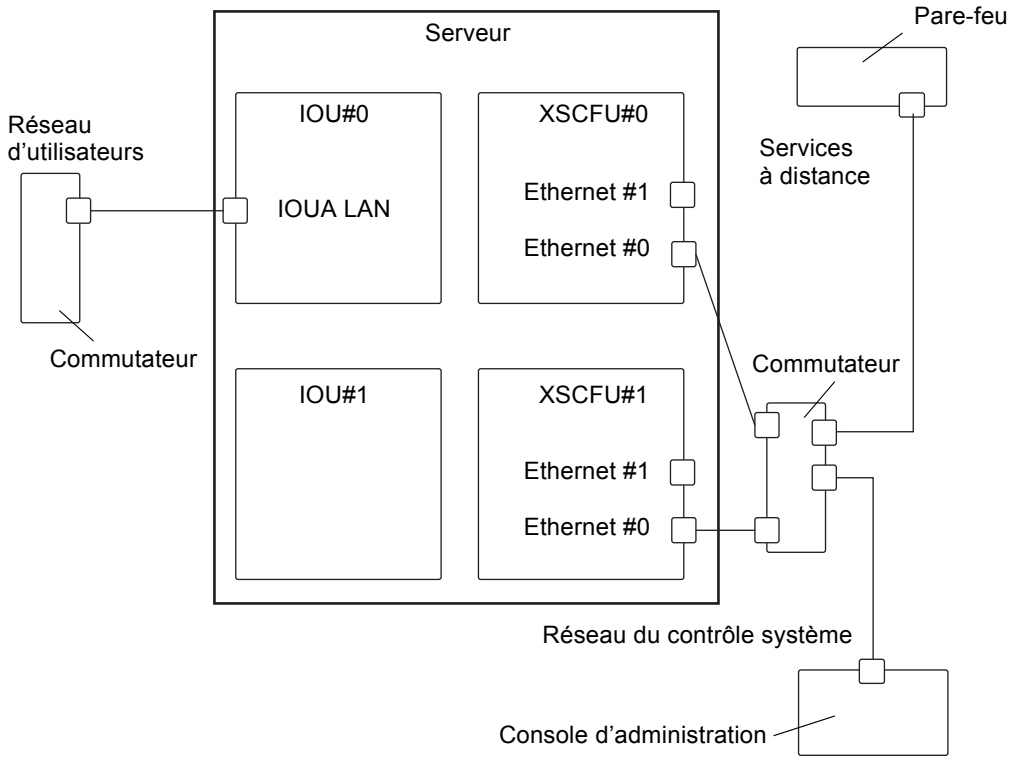 Pare-feu
Serveur
IOU#0
XSCFU#0
Réseau
d'utilisateurs
Services
à distance
Ethernet #1
IOUA LAN
Ethernet #0
Commutateur
Commutateur
IOU#1
XSCFU#1
Ethernet #1
Ethernet #0
Réseau du contrôle système
Console d'administration